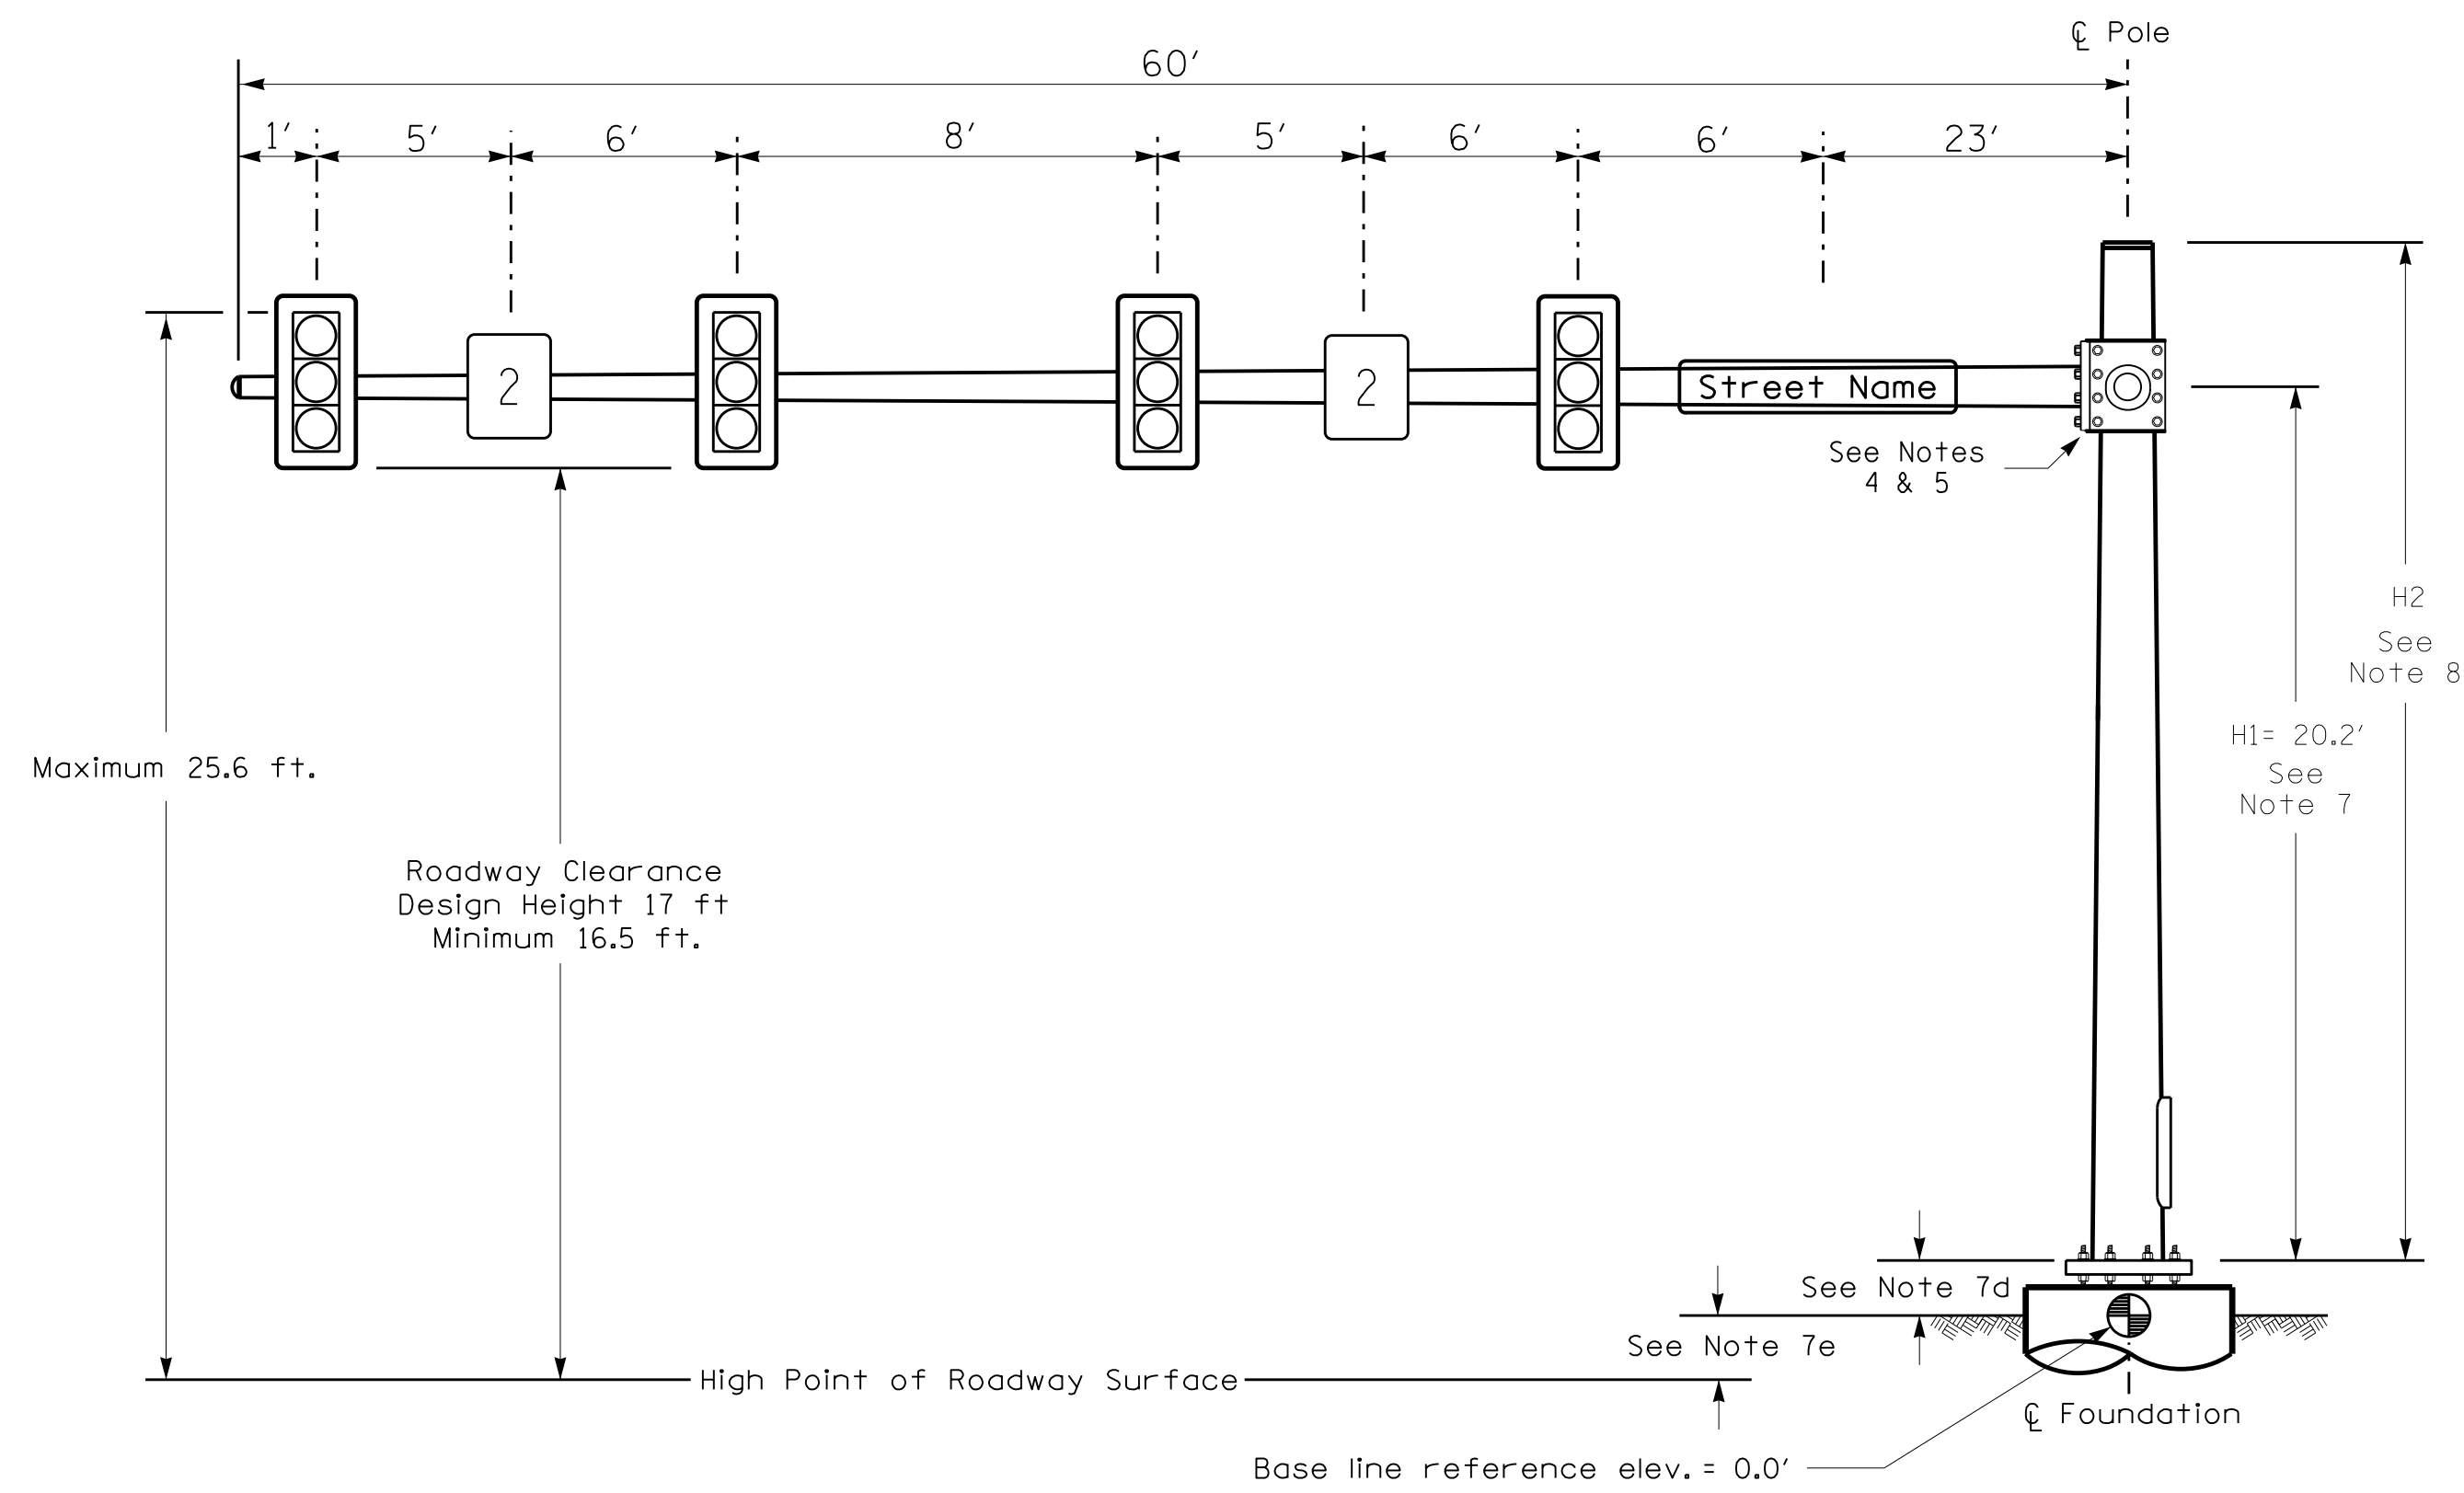 ℄ Pole
60'
1' 5' 6' 8' 5' 6' 6' 23'
2 2 Street Name
See Notes
4 & 5
H2
See
Note 8
H1= 20.2'
See
Note 7
Maximum 25.6 ft.
Roadway Clearance
Design Height 17 ft
Minimum 16.5 ft.
See Note 7d
See Note 7e
High Point of Roadway Surface
℄ Foundation
Base line reference elev. = 0.0'